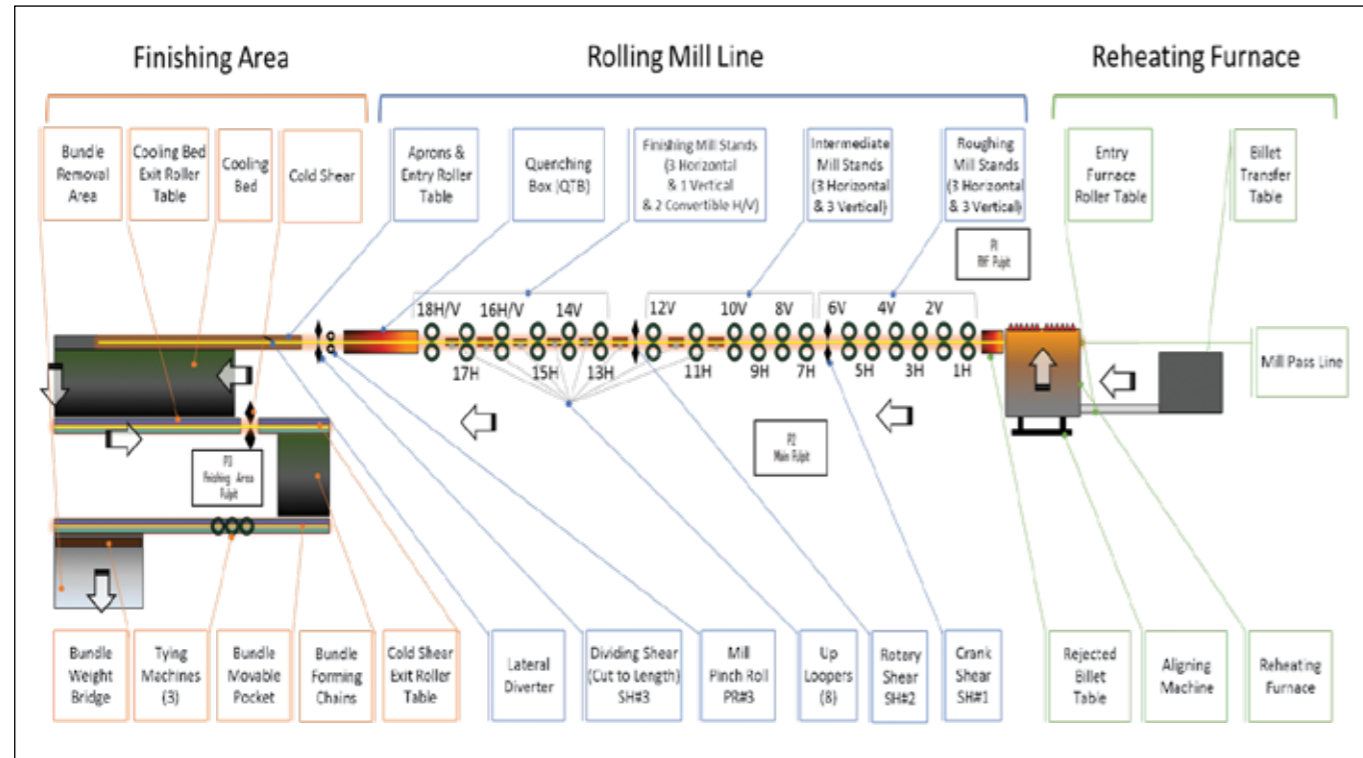 Finishing Area
Rolling Mill Line
Reheating Furnace
Bundle
Removal
Area
Cooling Bed
Exit Roller
Table
Cooling
Bed
Cold Shear
Aprons &
Entry Roller
Table
Quenching
Box (QTB)
Finishing Mill Stands
(3 Horizontal
& 1 Vertical
& 2 Convertible H/V)
Intermediate
Mill Stands
(3 Horizontal
& 3 Vertical)
Roughing
Mill Stands
(3 Horizontal
& 3 Vertical)
Entry
Furnace
Roller Table
Billet
Transfer
Table
P1
RHF Pulpit
18H/V 16H/V 14V 12V 10V 8V 6V 4V 2V
Mill Pass Line
17H 15H 13H 11H 9H 7H 5H 3H 1H
P2
Main Pulpit
P3
Finishing Area
Pulpit
Bundle
Weight
Bridge
Tying
Machines
(3)
Bundle
Movable
Pocket
Bundle
Forming
Chains
Cold Shear
Exit Roller
Table
Lateral
Diverter
Dividing Shear
(Cut to Length)
SH#3
Mill
Pinch Roll
PR#3
Up
Loopers
(8)
Rotary
Shear
SH#2
Crank
Shear
SH#1
Rejected
Billet
Table
Aligning
Machine
Reheating
Furnace